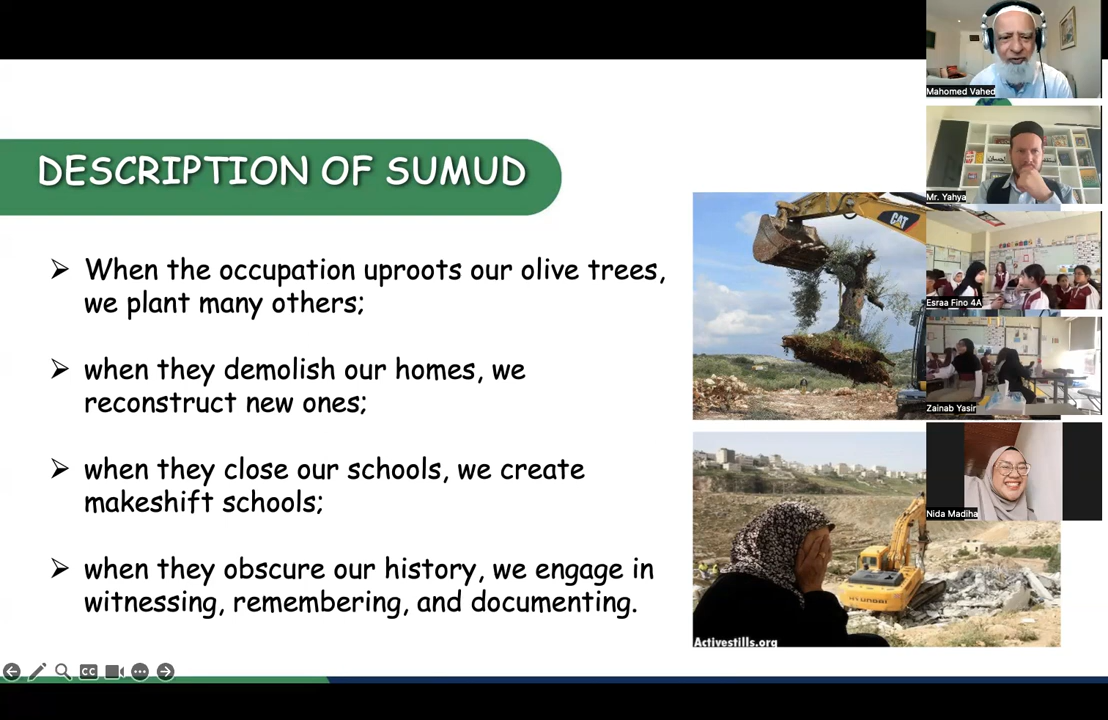 DESCRIPTION OF SUMUD
➢ When the occupation uproots our olive trees,
we plant many others;
➢ when they demolish our homes, we
reconstruct new ones;
➢ when they close our schools, we create
makeshift schools;
➢ when they obscure our history, we engage in
witnessing, remembering, and documenting.
CAT
HYUNDAI
Activestills.org
Mahomed Vahed
Mr. Yahya
Esraa Fino 4A
Zainab Yasir
Nida Madiha
CC